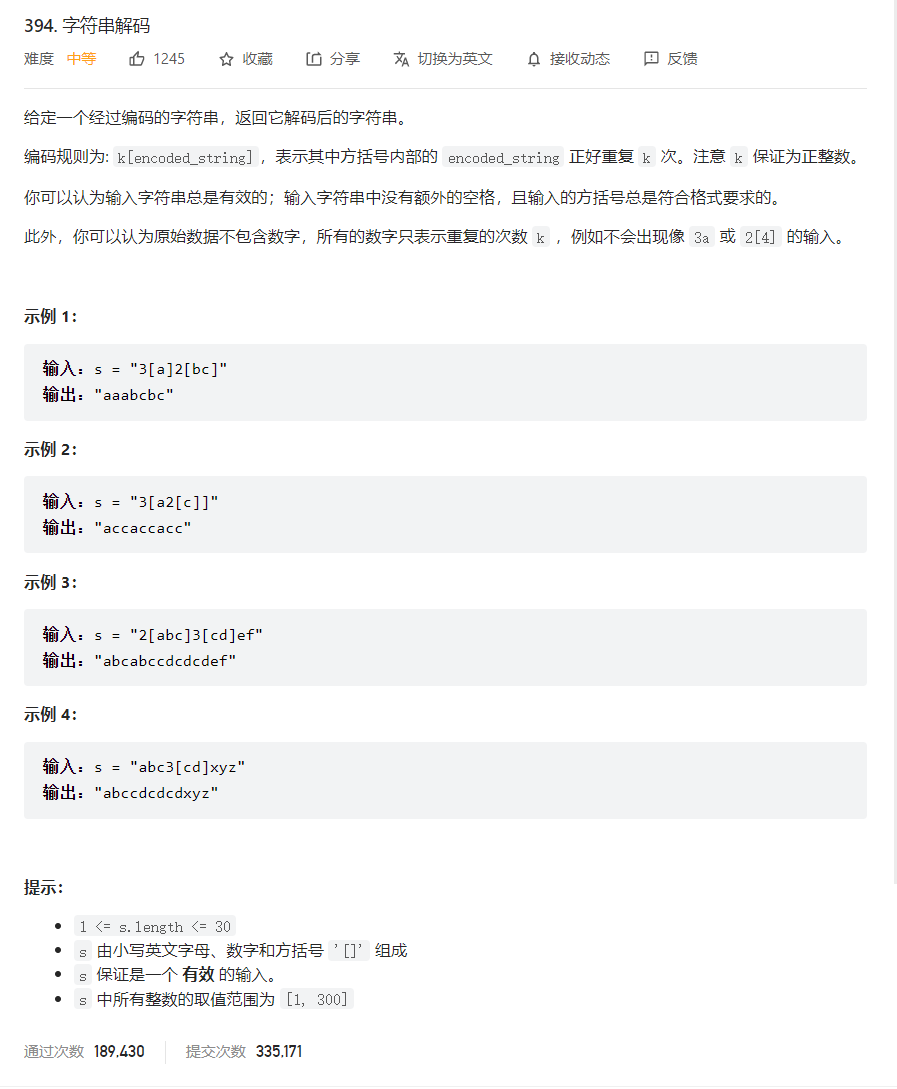 394. 字符串解码
难度 中等 1245 收藏 分享 切换为英文 接收动态 反馈
给定一个经过编码的字符串，返回它解码后的字符串。
编码规则为: k[encoded_string]，表示其中方括号内部的 encoded_string 正好重复 k 次。注意 k 保证为正整数。
你可以认为输入字符串总是有效的；输入字符串中没有额外的空格，且输入的方括号总是符合格式要求的。
此外，你可以认为原始数据不包含数字，所有的数字只表示重复的次数 k ，例如不会出现像 3a 或 2[4] 的输入。
示例 1：
输入：s = "3[a]2[bc]"
输出："aaabcbc"
示例 2：
输入：s = "3[a2[c]]"
输出："accaccacc"
示例 3：
输入：s = "2[abc]3[cd]ef"
输出："abcabccdcdcdef"
示例 4：
输入：s = "abc3[cd]xyz"
输出："abccdcdcdxyz"
提示：
1 <= s.length <= 30
s 由小写英文字母、数字和方括号 '[]' 组成
s 保证是一个 有效 的输入。
s 中所有整数的取值范围为 [1, 300]
通过次数 189,430 提交次数 335,171